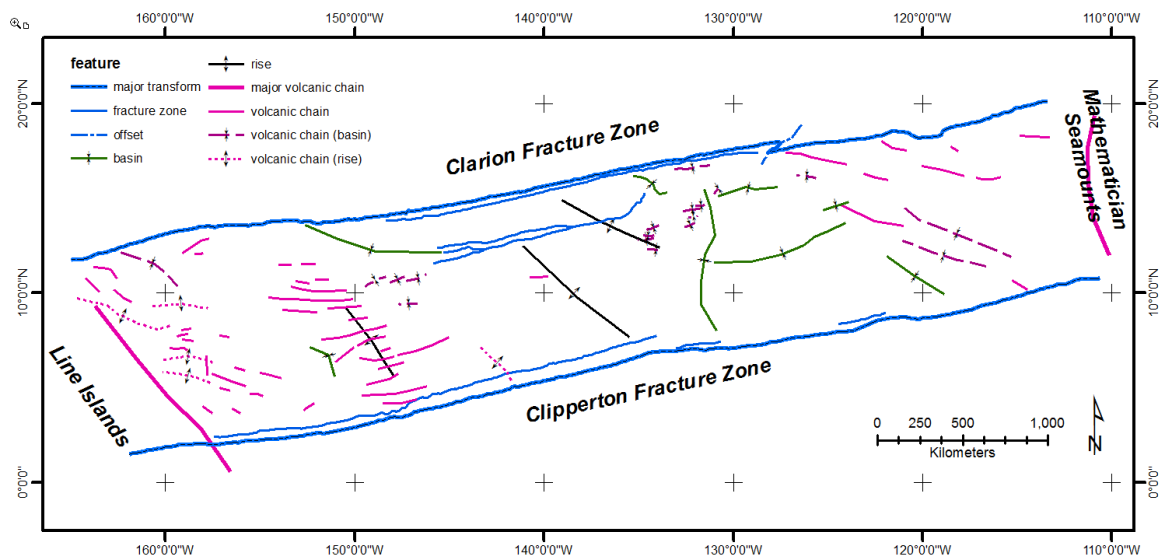 160°0'0"W 150°0'0"W 140°0'0"W 130°0'0"W 120°0'0"W 110°0'0"W
feature
major transform
fracture zone
offset
basin
rise
major volcanic chain
volcanic chain
volcanic chain (basin)
volcanic chain (rise)
20°0'0"N
20°0'0"N
10°0'0"N
10°0'0"N
0°0'0"
0°0'0"
Clarion Fracture Zone
Mathematician
Seamounts
Line Islands
Clipperton Fracture Zone
0 250 500 1,000
Kilometers
N
160°0'0"W 150°0'0"W 140°0'0"W 130°0'0"W 120°0'0"W 110°0'0"W